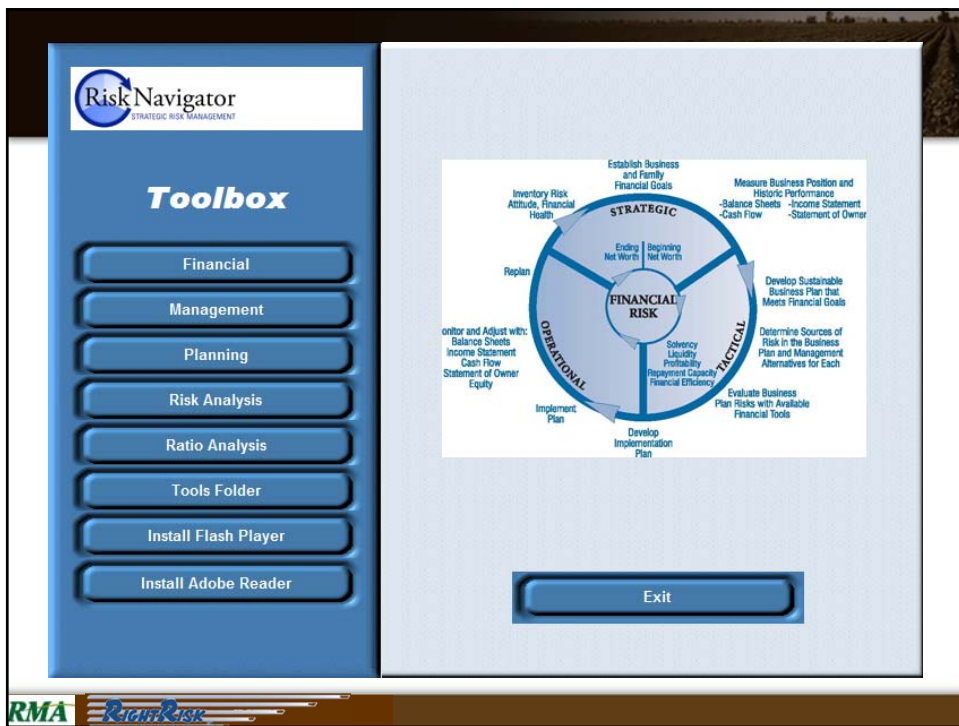 Risk Navigator
STRATEGIC RISK MANAGEMENT
Toolbox
Financial
Management
Planning
Risk Analysis
Ratio Analysis
Tools Folder
Install Flash Player
Install Adobe Reader
Establish Business
and Family
Financial Goals
Measure Business Position and
Historic Performance
-Balance Sheets -Income Statement
-Cash Flow -Statement of Owner
Develop Sustainable
Business Plan that
Meets Financial Goals
Determine Sources of
Risk in the Business
Plan and Management
Alternatives for Each
Evaluate Business
Plan Risks with Available
Financial Tools
Develop
Implementation
Plan
Implement
Plan
onitor and Adjust with:
Balance Sheets
Income Statement
Cash Flow
Statement of Owner
Equity
Replan
Inventory Risk
Attitude, Financial
Health
STRATEGIC
TACTICAL
OPERATIONAL
Ending
Net Worth
Beginning
Net Worth
FINANCIAL
RISK
Solvency
Liquidity
Profitability
Repayment Capacity
Financial Efficiency
Exit
RMA
RIGHTRISK